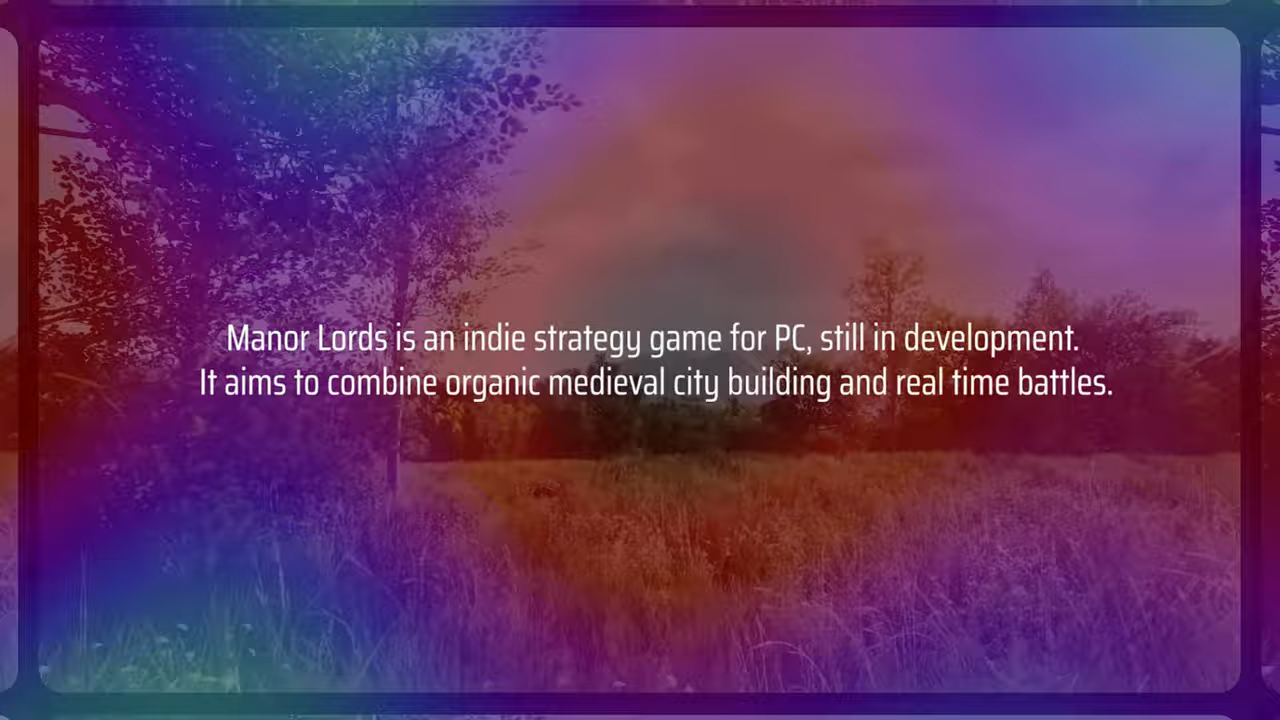 Manor Lords is an indie strategy game for PC, still in development.
It aims to combine organic medieval city building and real time battles.